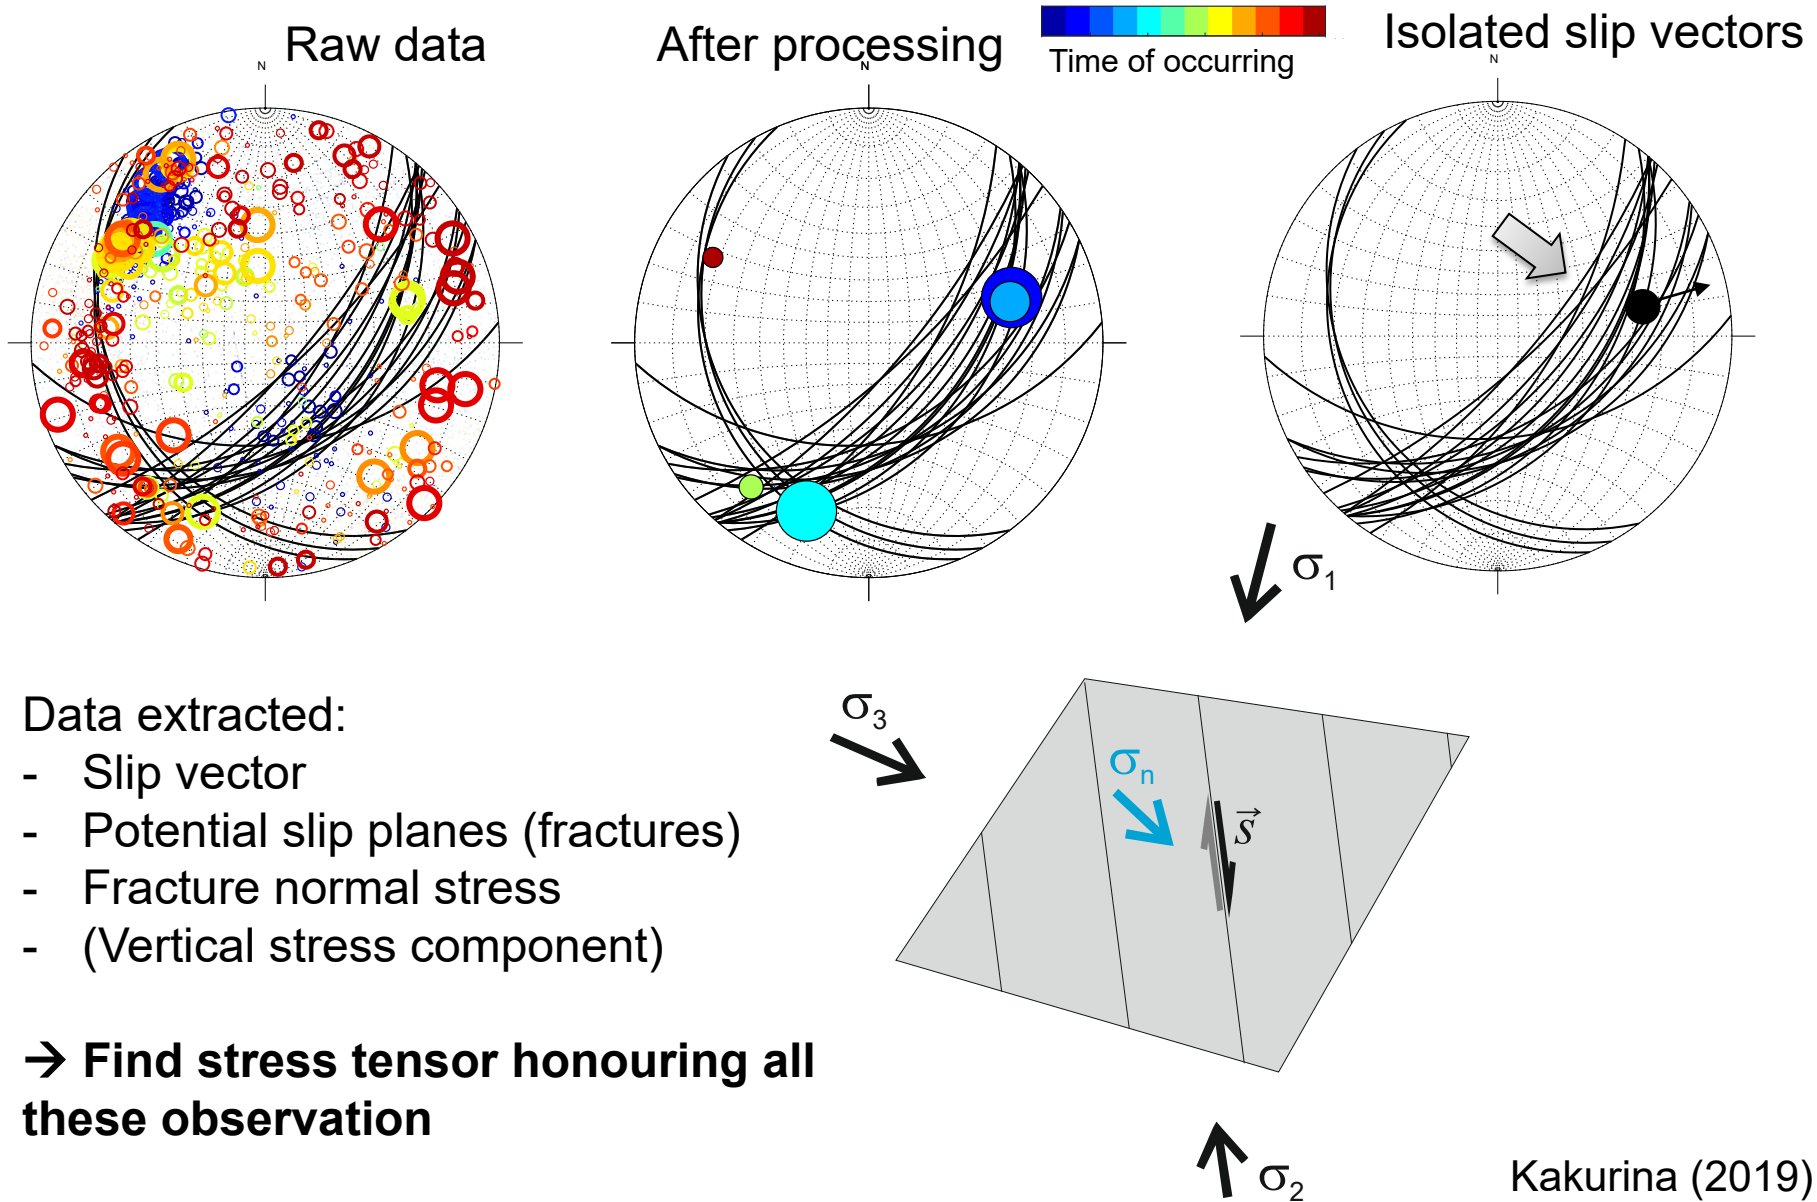 Raw data
After processing
Time of occurring
Isolated slip vectors
N
N
N
σ1
σ3
σn
s⃗
σ2
Data extracted:
- Slip vector
- Potential slip planes (fractures)
- Fracture normal stress
- (Vertical stress component)
→ Find stress tensor honouring all
these observation
Kakurina (2019)